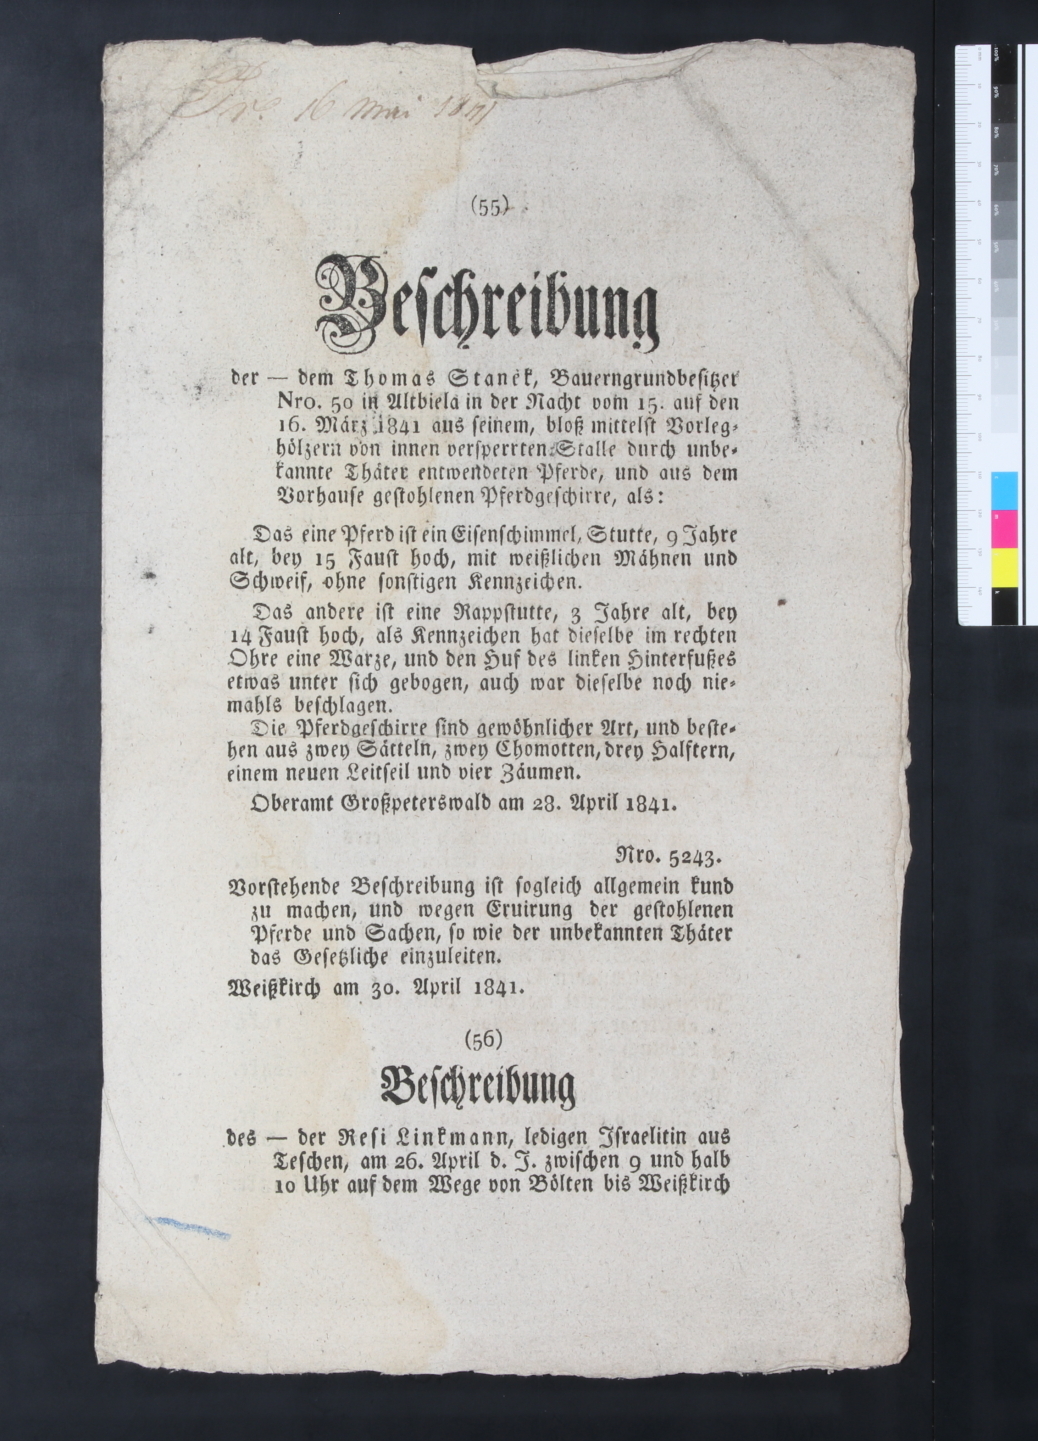 16 Mai 1841
(55)
Beschreibung
der — dem Thomas Stanék, Bauerngrundbesitzer
Nro. 50 in Altbiela in der Nacht vom 15. auf den
16. März 1841 aus seinem, bloß mittelst Vorleg-
hölzern von innen versperrten Stalle durch unbe-
kannte Thäter entwendeten Pferde, und aus dem
Vorhause gestohlenen Pferdgeschirre, als:
Das eine Pferd ist ein Eisenschimmel, Stutte, 9 Jahre
alt, bey 15 Faust hoch, mit weißlichen Mähnen und
Schweif, ohne sonstigen Kennzeichen.
Das andere ist eine Rappstutte, 3 Jahre alt, bey
14 Faust hoch, als Kennzeichen hat dieselbe im rechten
Ohre eine Warze, und den Huf des linken Hinterfußes
etwas unter sich gebogen, auch war dieselbe noch nie-
mahls beschlagen.
Die Pferdgeschirre sind gewöhnlicher Art, und beste-
hen aus zwey Sätteln, zwey Chomotten, drey Halftern,
einem neuen Leitseil und vier Zäumen.
Oberamt Großpeterswald am 28. April 1841.
Nro. 5243.
Vorstehende Beschreibung ist sogleich allgemein kund
zu machen, und wegen Eruirung der gestohlenen
Pferde und Sachen, so wie der unbekannten Thäter
das Gesetzliche einzuleiten.
Weißkirch am 30. April 1841.
(56)
Beschreibung
des — der Resi Linkmann, ledigen Israelitin aus
Teschen, am 26. April d. J. zwischen 9 und halb
10 Uhr auf dem Wege von Bölten bis Weißkirch